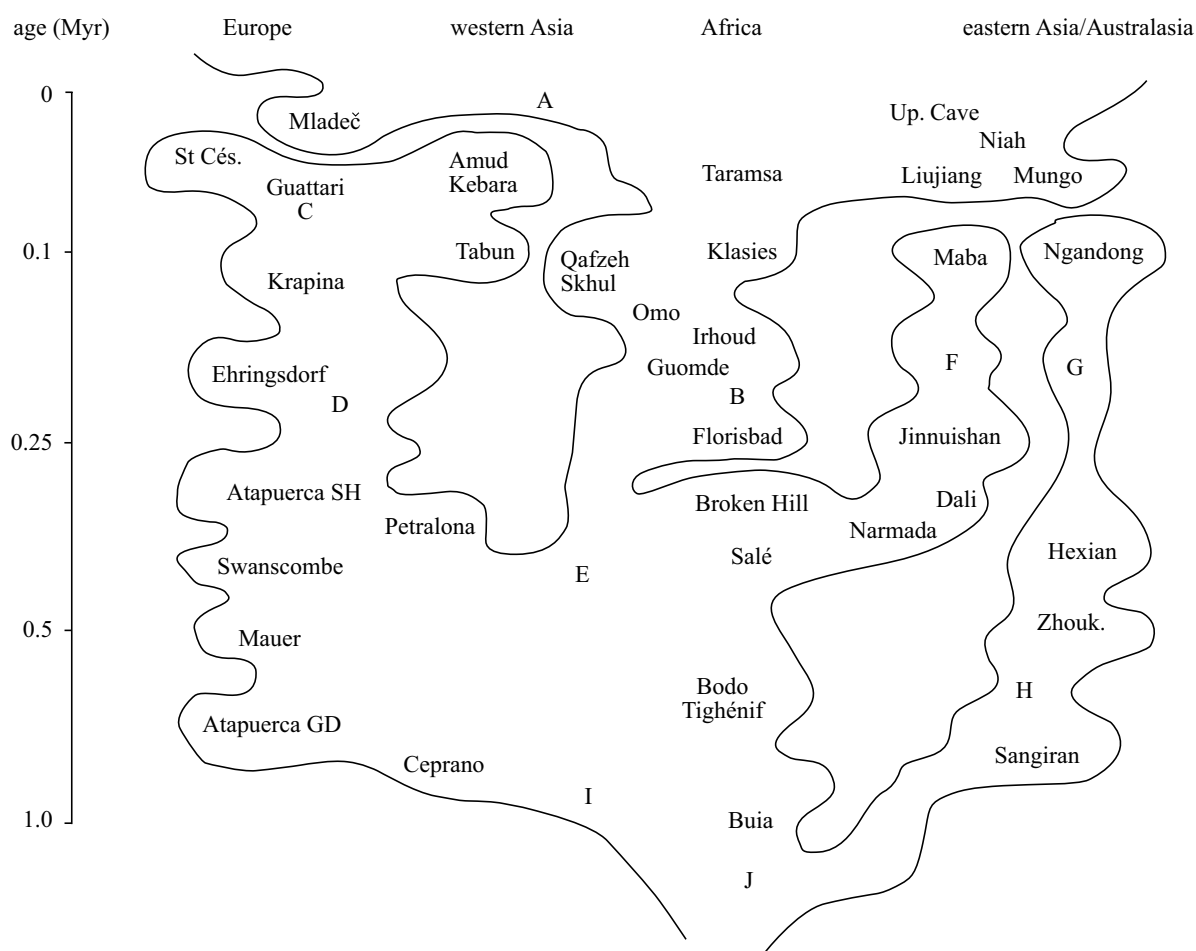 age (Myr)
Europe
western Asia
Africa
eastern Asia/Australasia
0
A
Mladeč
Up. Cave
Niah
St Cés.
Amud
Kebara
Taramsa
Liujiang
Mungo
Guattari
C
0.1
Tabun
Qafzeh
Skhul
Klasies
Maba
Ngandong
Krapina
Omo
Irhoud
Guomde
Ehringsdorf
F
G
D
B
0.25
Florisbad
Jinnuishan
Atapuerca SH
Broken Hill
Dali
Petralona
Narmada
Swanscombe
E
Salé
Hexian
0.5
Mauer
Zhouk.
Bodo
Tighénif
H
Atapuerca GD
Ceprano
Sangiran
I
1.0
Buia
J